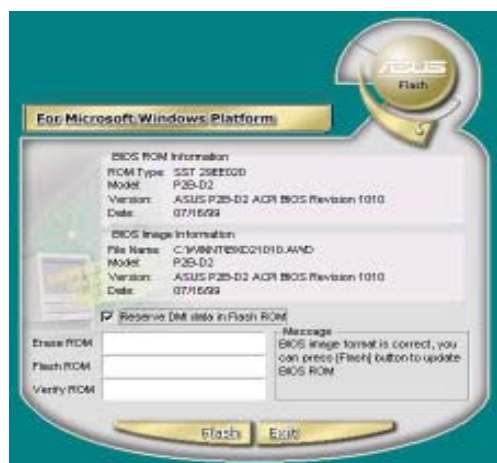 ASUS
Flash
For Microsoft Windows Platform
BIOS ROM Information
ROM Type: SST 29EE020
Model: P2B-D2
Version: ASUS P2B-D2 ACPI BIOS Revision 1010
Date: 07/16/99
BIOS Image Information
File Name: C:\WINNT\BXD21010.AWD
Model: P2B-D2
Version: ASUS P2B-D2 ACPI BIOS Revision 1010
Date: 07/16/99
Reserve DMI data in Flash ROM
Erase ROM
Flash ROM
Verify ROM
Message
BIOS image format is correct, you
can press [Flash] button to update
BIOS ROM
Flash
Exit